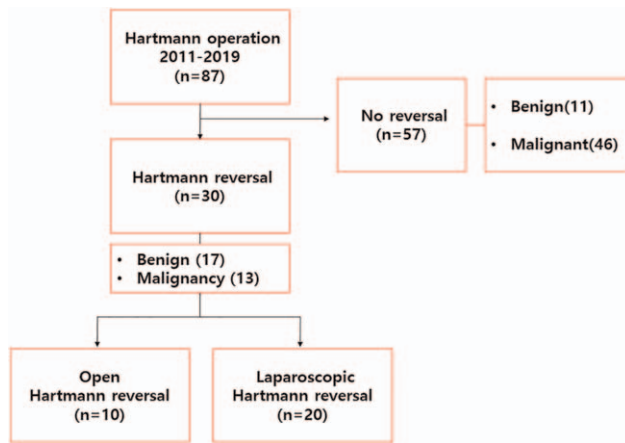 Hartmann operation
2011-2019
(n=87)
No reversal
(n=57)
• Benign(11)
• Malignant(46)
Hartmann reversal
(n=30)
• Benign (17)
• Malignancy (13)
Open
Hartmann reversal
(n=10)
Laparoscopic
Hartmann reversal
(n=20)